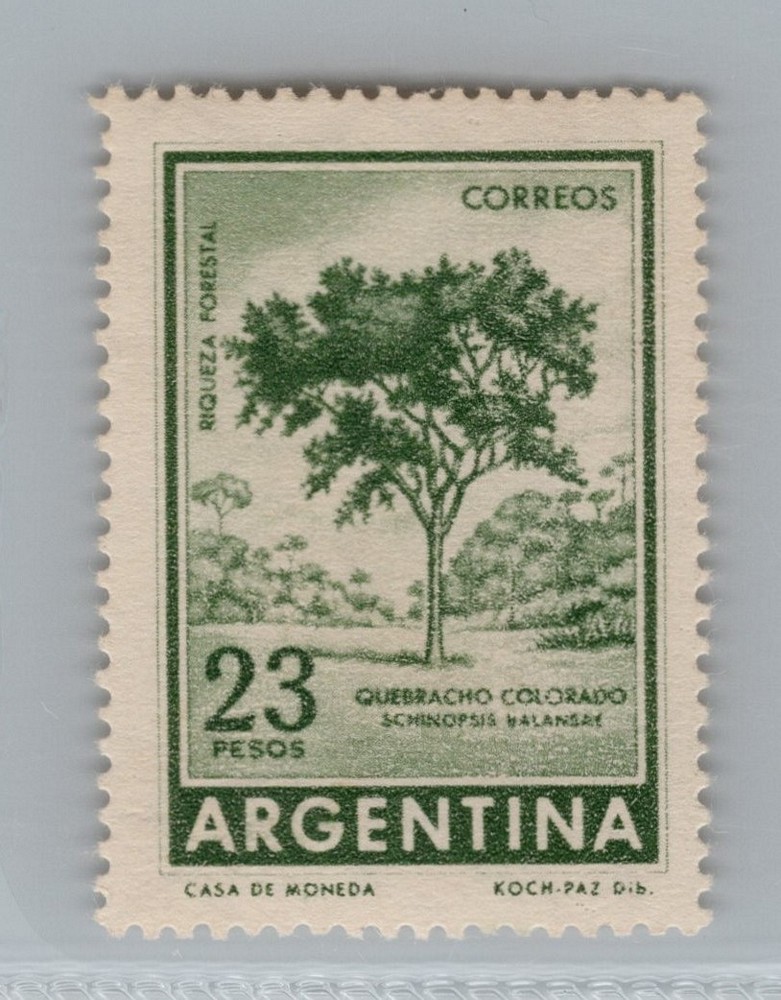 CORREOS
RIQUEZA FORESTAL
23
PESOS
QUEBRACHO COLORADO
SCHINOPSIS BALANSAE
ARGENTINA
CASA DE MONEDA
KOCH-PAZ Dib.